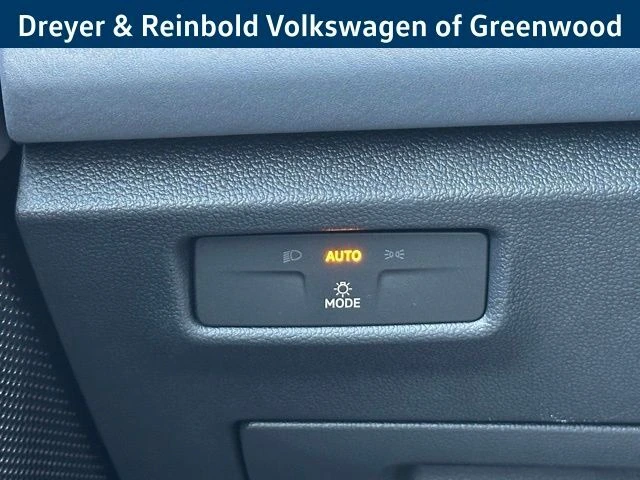 Dreyer & Reinbold Volkswagen of Greenwood
AUTO
MODE